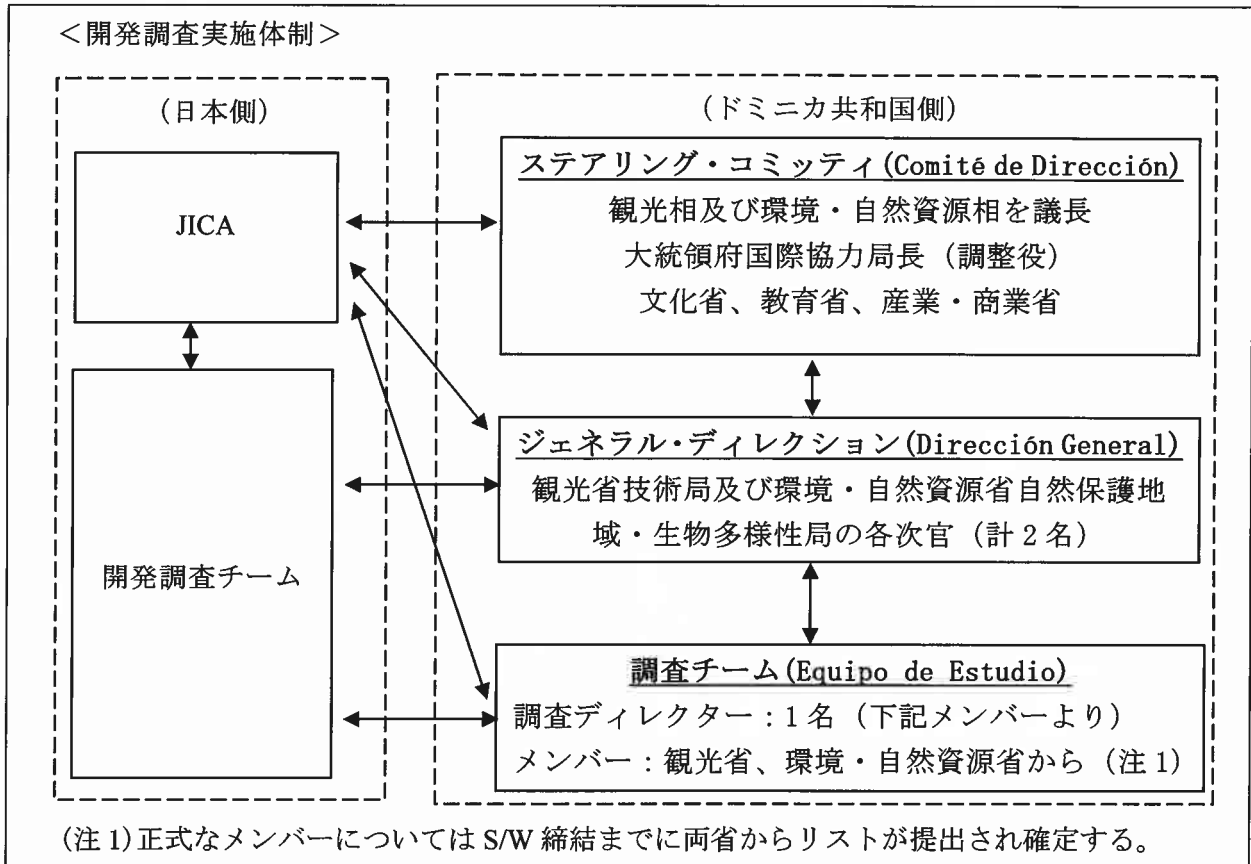 ＜開発調査実施体制＞
（日本側）
JICA
開発調査チーム
（ドミニカ共和国側）
ステアリング・コミッティ(Comité de Dirección)
観光相及び環境・自然資源相を議長
大統領府国際協力局長（調整役）
文化省、教育省、産業・商業省
ジェネラル・ディレクション(Dirección General)
観光省技術局及び環境・自然資源省自然保護地
域・生物多様性局の各次官（計２名）
調査チーム(Equipo de Estudio)
調査ディレクター：1名（下記メンバーより）
メンバー：観光省、環境・自然資源省から（注1）
(注1)正式なメンバーについてはS/W締結までに両省からリストが提出され確定する。